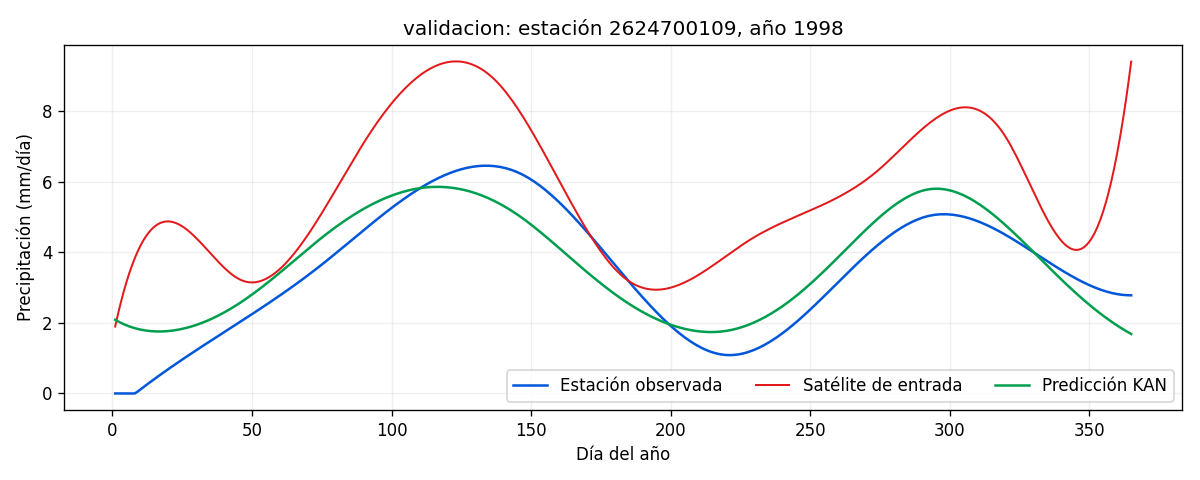 validacion: estación 2624700109, año 1998
Precipitación (mm/día)
8
6
4
2
0
0 50 100 150 200 250 300 350
Día del año
Estación observada Satélite de entrada Predicción KAN